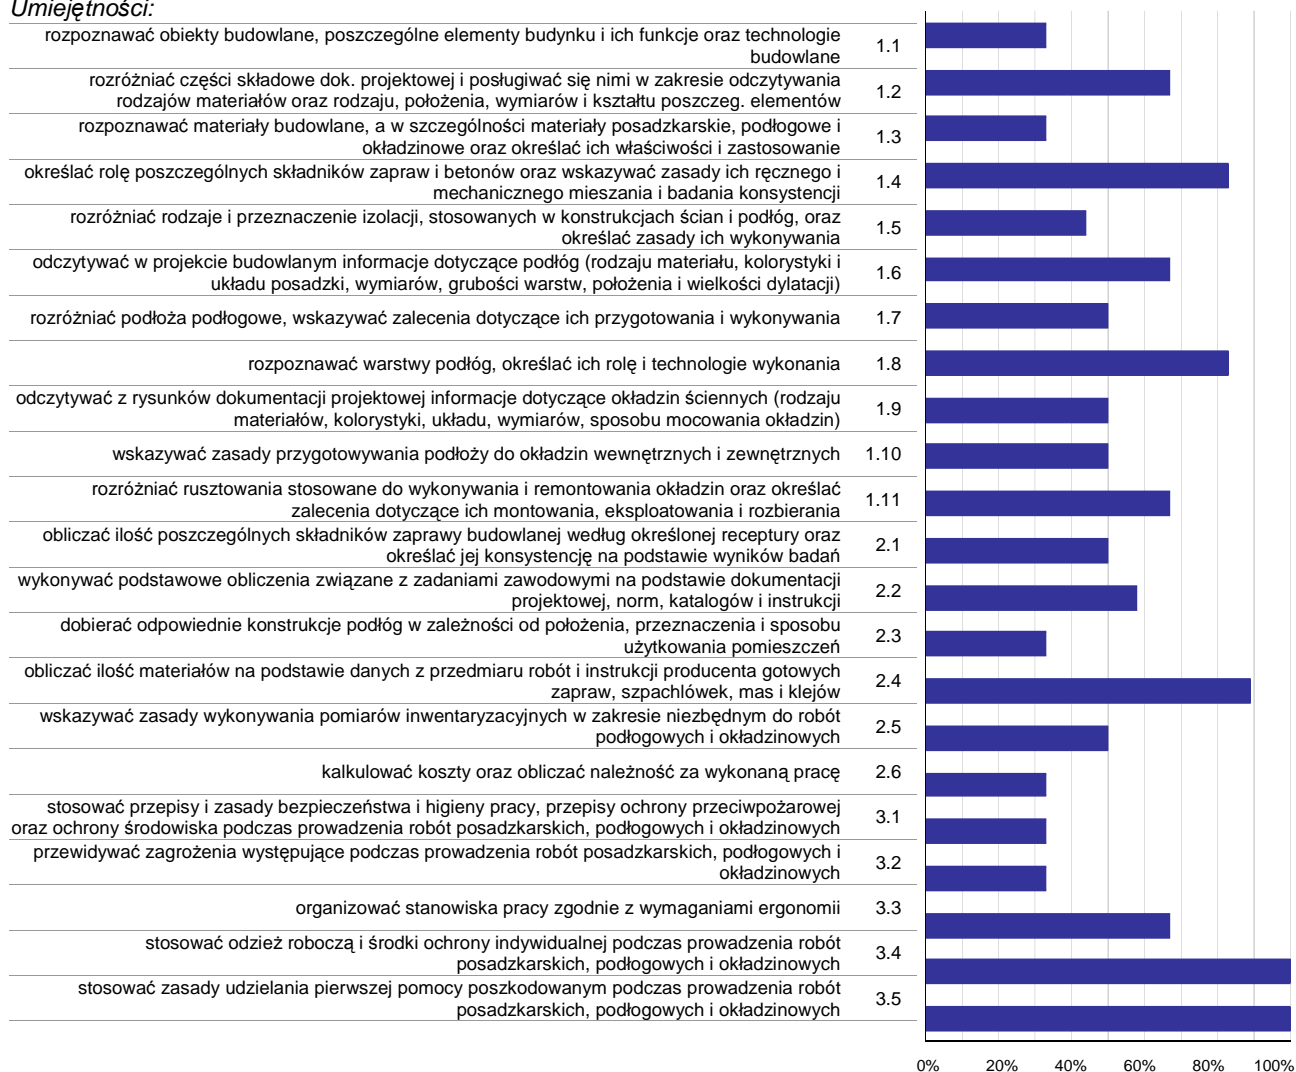 Umiejętności:
rozpoznawać obiekty budowlane, poszczególne elementy budynku i ich funkcje oraz technologie
budowlane
1.1
rozróżniać części składowe dok. projektowej i posługiwać się nimi w zakresie odczytywania
rodzajów materiałów oraz rodzaju, położenia, wymiarów i kształtu poszczeg. elementów
1.2
rozpoznawać materiały budowlane, a w szczególności materiały posadzkarskie, podłogowe i
okładzinowe oraz określać ich właściwości i zastosowanie
1.3
określać rolę poszczególnych składników zapraw i betonów oraz wskazywać zasady ich ręcznego i
mechanicznego mieszania i badania konsystencji
1.4
rozróżniać rodzaje i przeznaczenie izolacji, stosowanych w konstrukcjach ścian i podłóg, oraz
określać zasady ich wykonywania
1.5
odczytywać w projekcie budowlanym informacje dotyczące podłóg (rodzaju materiału, kolorystyki i
układu posadzki, wymiarów, grubości warstw, położenia i wielkości dylatacji)
1.6
rozróżniać podłoża podłogowe, wskazywać zalecenia dotyczące ich przygotowania i wykonywania
1.7
rozpoznawać warstwy podłóg, określać ich rolę i technologie wykonania
1.8
odczytywać z rysunków dokumentacji projektowej informacje dotyczące okładzin ściennych (rodzaju
materiałów, kolorystyki, układu, wymiarów, sposobu mocowania okładzin)
1.9
wskazywać zasady przygotowywania podłoży do okładzin wewnętrznych i zewnętrznych
1.10
rozróżniać rusztowania stosowane do wykonywania i remontowania okładzin oraz określać
zalecenia dotyczące ich montowania, eksploatowania i rozbierania
1.11
obliczać ilość poszczególnych składników zaprawy budowlanej według określonej receptury oraz
określać jej konsystencję na podstawie wyników badań
2.1
wykonywać podstawowe obliczenia związane z zadaniami zawodowymi na podstawie dokumentacji
projektowej, norm, katalogów i instrukcji
2.2
dobierać odpowiednie konstrukcje podłóg w zależności od położenia, przeznaczenia i sposobu
użytkowania pomieszczeń
2.3
obliczać ilość materiałów na podstawie danych z przedmiaru robót i instrukcji producenta gotowych
zapraw, szpachlówek, mas i klejów
2.4
wskazywać zasady wykonywania pomiarów inwentaryzacyjnych w zakresie niezbędnym do robót
podłogowych i okładzinowych
2.5
kalkulować koszty oraz obliczać należność za wykonaną pracę
2.6
stosować przepisy i zasady bezpieczeństwa i higieny pracy, przepisy ochrony przeciwpożarowej
oraz ochrony środowiska podczas prowadzenia robót posadzkarskich, podłogowych i okładzinowych
3.1
przewidywać zagrożenia występujące podczas prowadzenia robót posadzkarskich, podłogowych i
okładzinowych
3.2
organizować stanowiska pracy zgodnie z wymaganiami ergonomii
3.3
stosować odzież roboczą i środki ochrony indywidualnej podczas prowadzenia robót
posadzkarskich, podłogowych i okładzinowych
3.4
stosować zasady udzielania pierwszej pomocy poszkodowanym podczas prowadzenia robót
posadzkarskich, podłogowych i okładzinowych
3.5
0% 20% 40% 60% 80% 100%